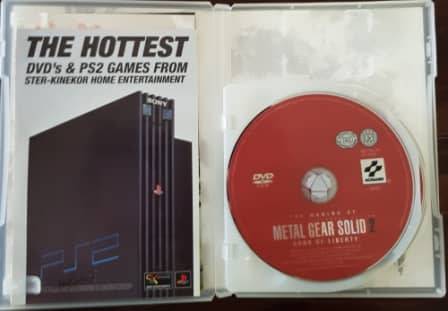 THE HOTTEST
DVD's & PS2 GAMES FROM
STER-KINEKOR HOME ENTERTAINMENT
SONY
PS2
DVD
KONAMI
THE MAKING OF
METAL GEAR SOLID 2
SONS OF LIBERTY